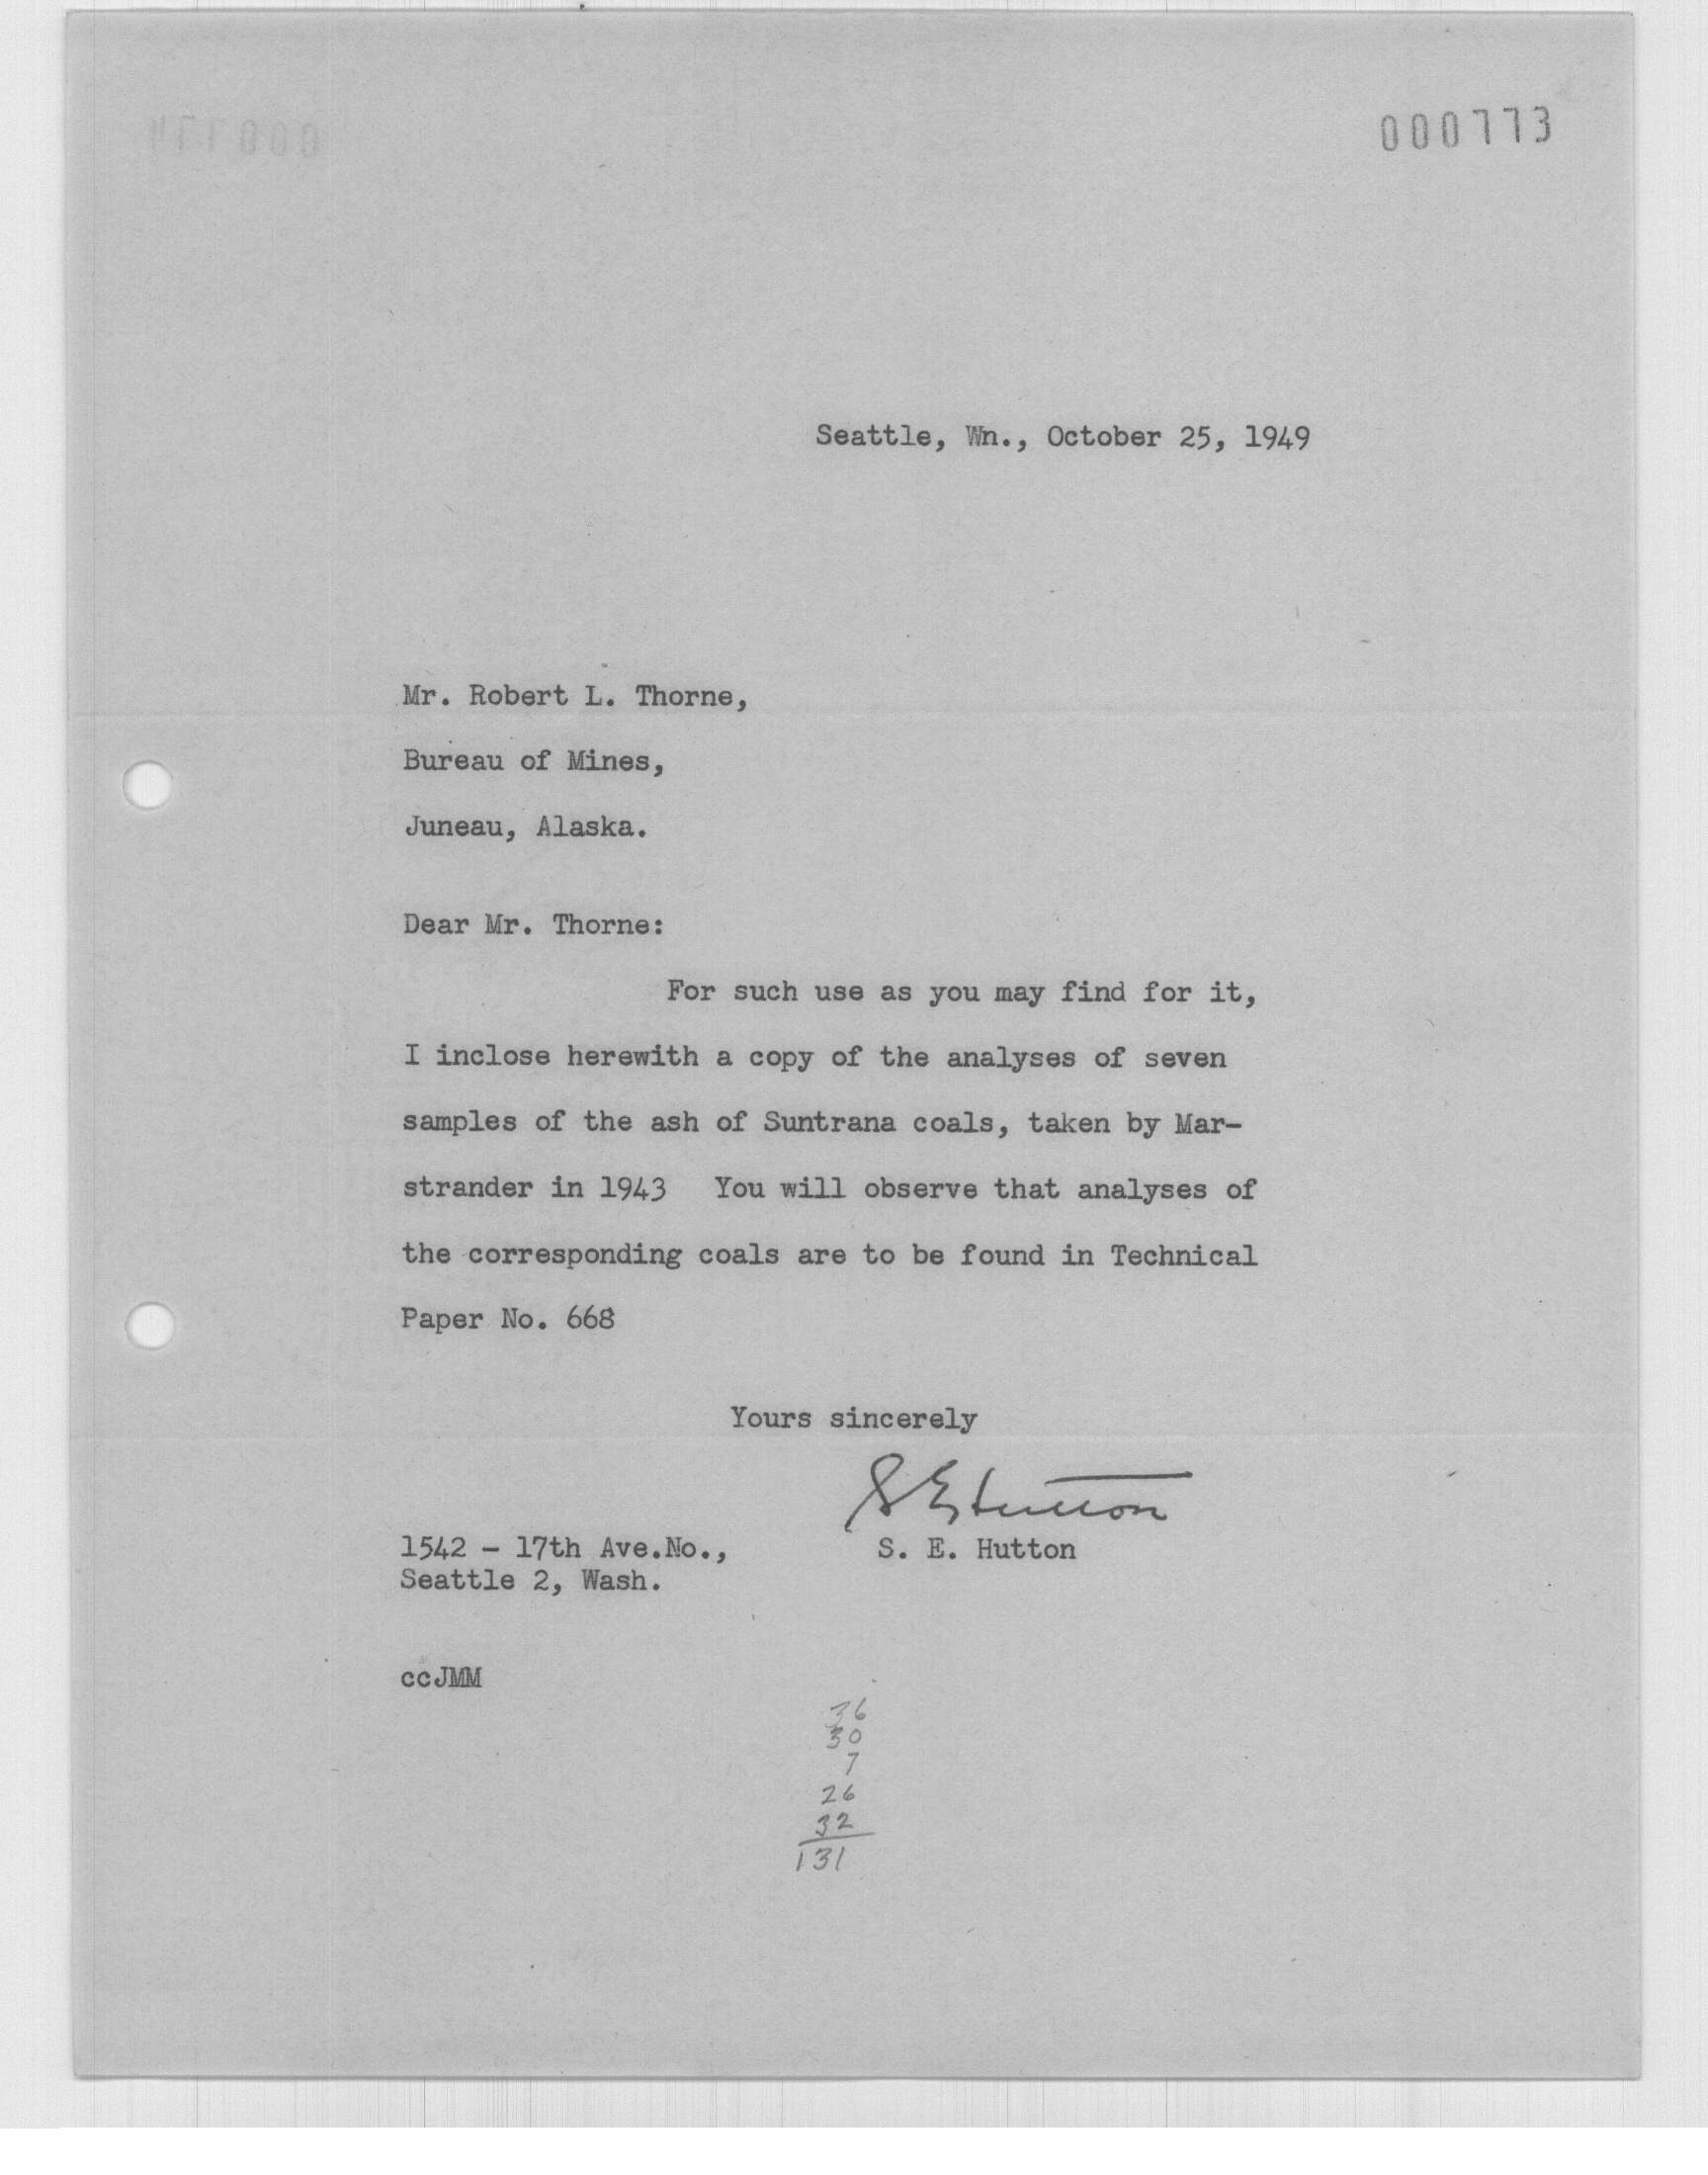 000773
Seattle, Wn., October 25, 1949
Mr. Robert L. Thorne,
Bureau of Mines,
Juneau, Alaska.
Dear Mr. Thorne:
For such use as you may find for it,
I inclose herewith a copy of the analyses of seven
samples of the ash of Suntrana coals, taken by Mar-
strander in 1943 You will observe that analyses of
the corresponding coals are to be found in Technical
Paper No. 668
Yours sincerely
S E Hutton
1542 - 17th Ave.No., S. E. Hutton
Seattle 2, Wash.
ccJMM
36
30
7
26
32
131